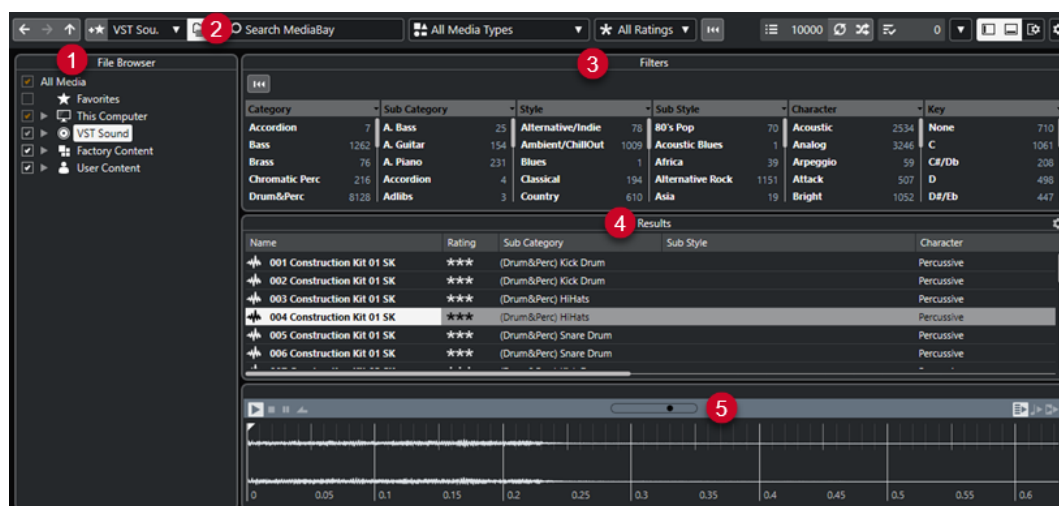 VST Sou. 2 Search MediaBay All Media Types All Ratings 10000 0
1 File Browser
All Media
Favorites
This Computer
VST Sound
Factory Content
User Content
3 Filters
Category Sub Category Style Sub Style Character Key
Accordion 7 A. Bass 25 Alternative/Indie 78 80's Pop 70 Acoustic 2534 None 710
Bass 1262 A. Guitar 154 Ambient/ChillOut 1009 Acoustic Blues 1 Analog 3246 C 1061
Brass 76 A. Piano 231 Blues 1 Africa 39 Arpeggio 59 C#/Db 208
Chromatic Perc 216 Accordion 4 Classical 194 Alternative Rock 1151 Attack 507 D 498
Drum&Perc 8128 Adlibs 3 Country 610 Asia 19 Bright 1052 D#/Eb 447
4 Results
Name Rating Sub Category Sub Style Character
001 Construction Kit 01 SK *** (Drum&Perc) Kick Drum Percussive
002 Construction Kit 01 SK *** (Drum&Perc) Kick Drum Percussive
003 Construction Kit 01 SK *** (Drum&Perc) HiHats Percussive
004 Construction Kit 01 SK *** (Drum&Perc) HiHats Percussive
005 Construction Kit 01 SK *** (Drum&Perc) Snare Drum Percussive
006 Construction Kit 01 SK *** (Drum&Perc) Snare Drum Percussive
5
0 0.05 0.1 0.15 0.2 0.25 0.3 0.35 0.4 0.45 0.5 0.55 0.6